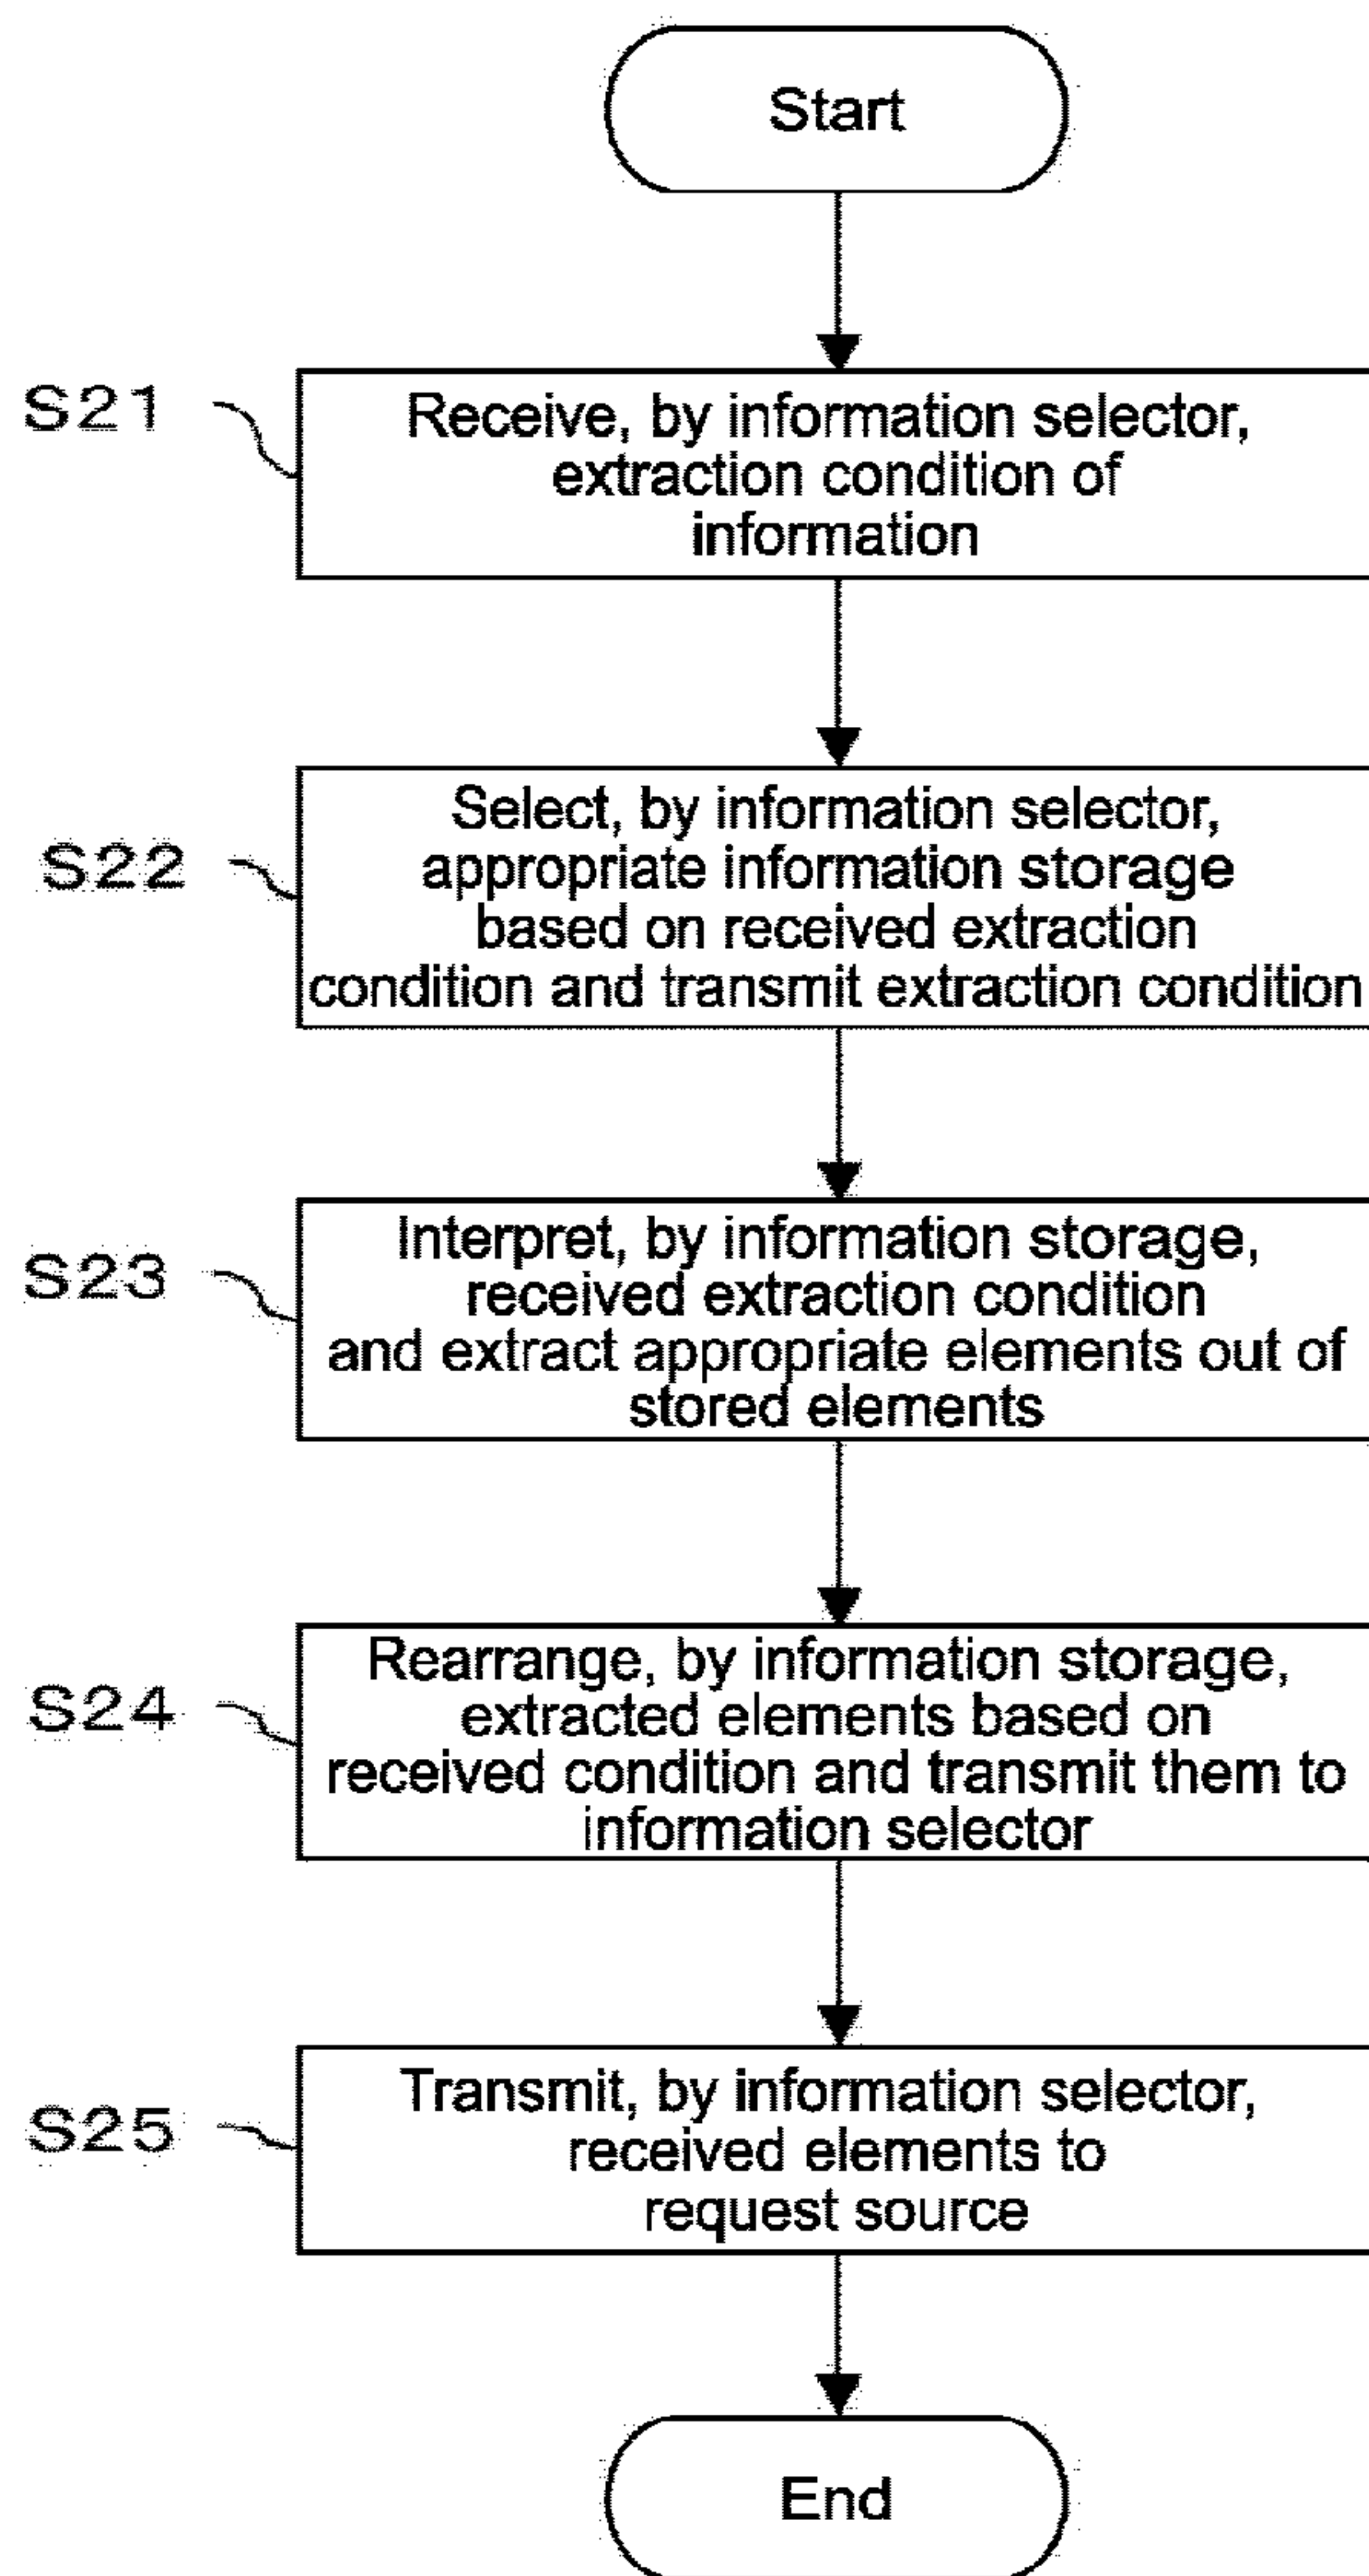 Start
S21
Receive, by information selector,
extraction condition of
information
S22
Select, by information selector,
appropriate information storage
based on received extraction
condition and transmit extraction condition
S23
Interpret, by information storage,
received extraction condition
and extract appropriate elements out of
stored elements
S24
Rearrange, by information storage,
extracted elements based on
received condition and transmit them to
information selector
S25
Transmit, by information selector,
received elements to
request source
End